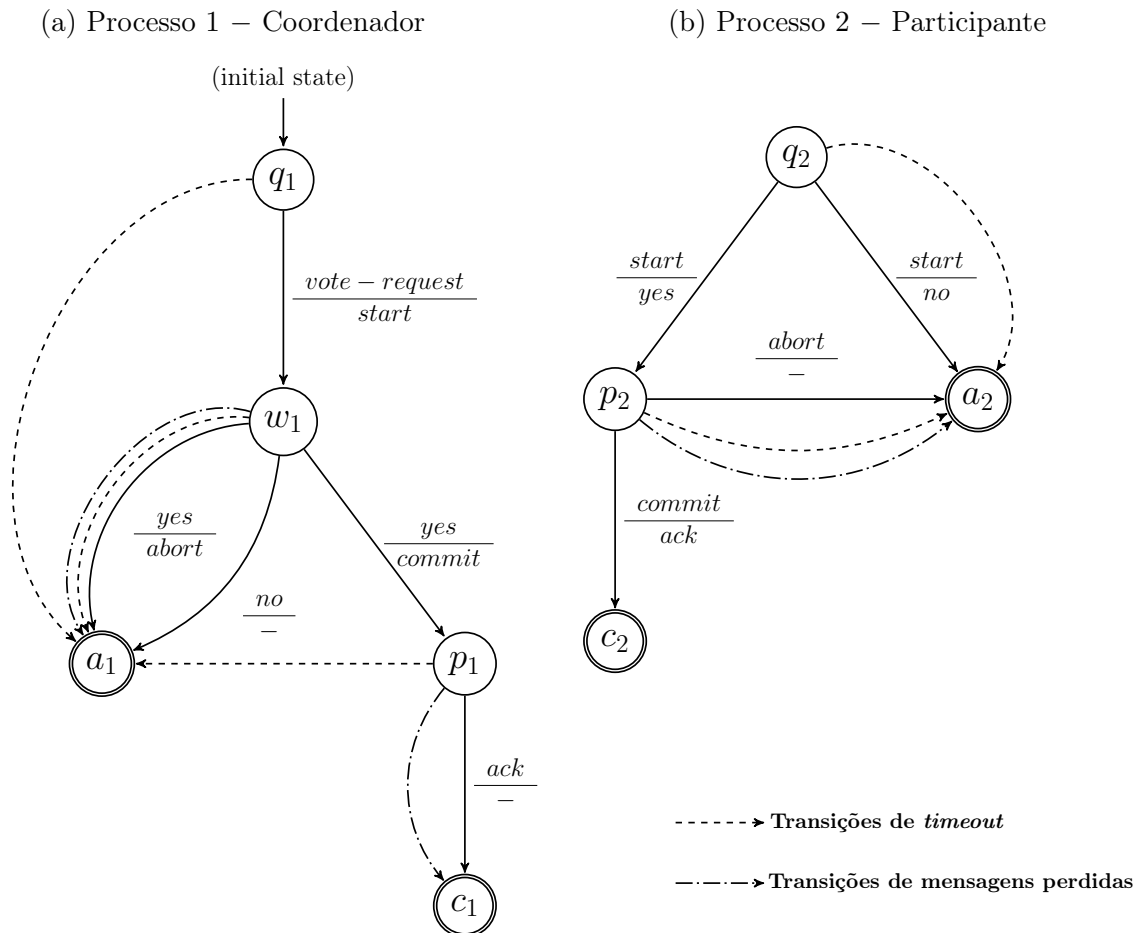 (a) Processo 1 – Coordenador
(b) Processo 2 – Participante
(initial state)
q1
vote − request
start
w1
yes
abort
yes
commit
no
−
a1
p1
ack
−
c1
q2
start
yes
start
no
abort
−
p2
a2
commit
ack
c2
Transições de timeout
Transições de mensagens perdidas